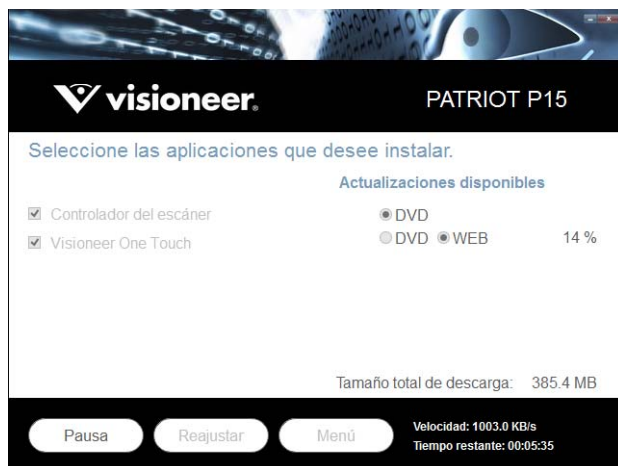 visioneer®
PATRIOT P15
Seleccione las aplicaciones que desee instalar.
Actualizaciones disponibles
Controlador del escáner DVD
Visioneer One Touch DVD WEB 14 %
Tamaño total de descarga: 385.4 MB
Pausa Reajustar Menú
Velocidad: 1003.0 KB/s
Tiempo restante: 00:05:35